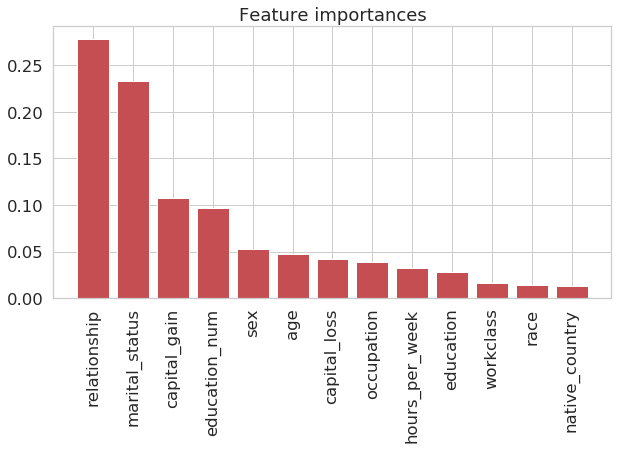 Feature importances
0.25
0.20
0.15
0.10
0.05
0.00
relationship
marital_status
capital_gain
education_num
sex
age
capital_loss
occupation
hours_per_week
education
workclass
race
native_country